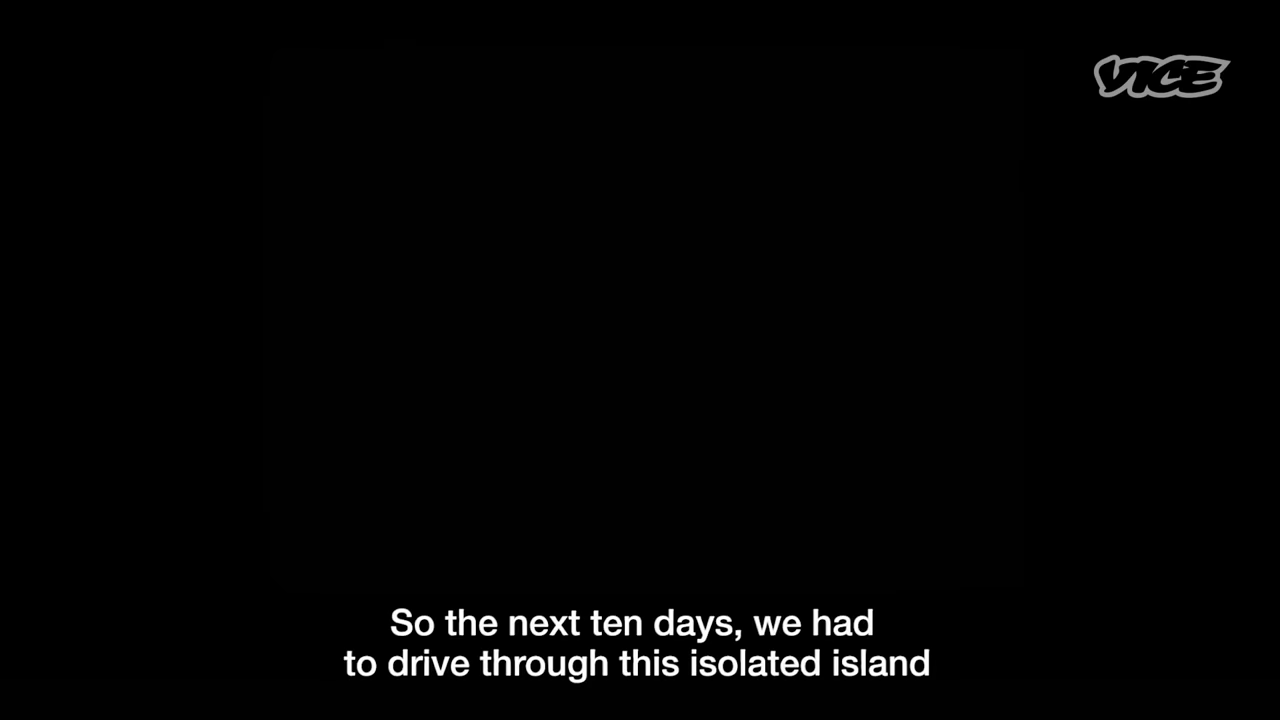 VICE
So the next ten days, we had
to drive through this isolated island